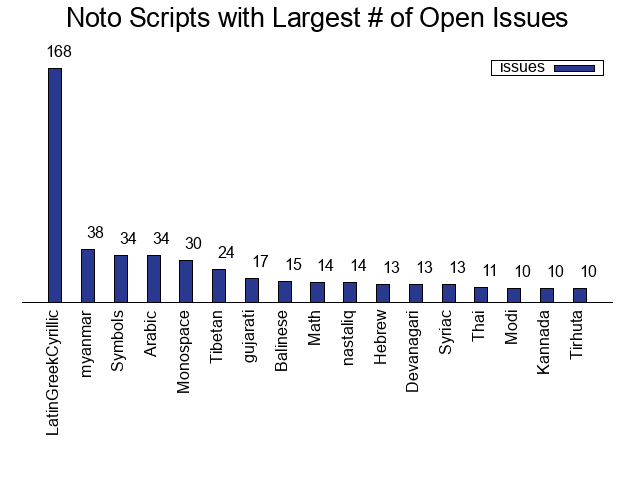 Noto Scripts with Largest # of Open Issues
issues
168
38
34
34
30
24
17
15
14
14
13
13
13
11
10
10
10
LatinGreekCyrillic
myanmar
Symbols
Arabic
Monospace
Tibetan
gujarati
Balinese
Math
nastaliq
Hebrew
Devanagari
Syriac
Thai
Modi
Kannada
Tirhuta